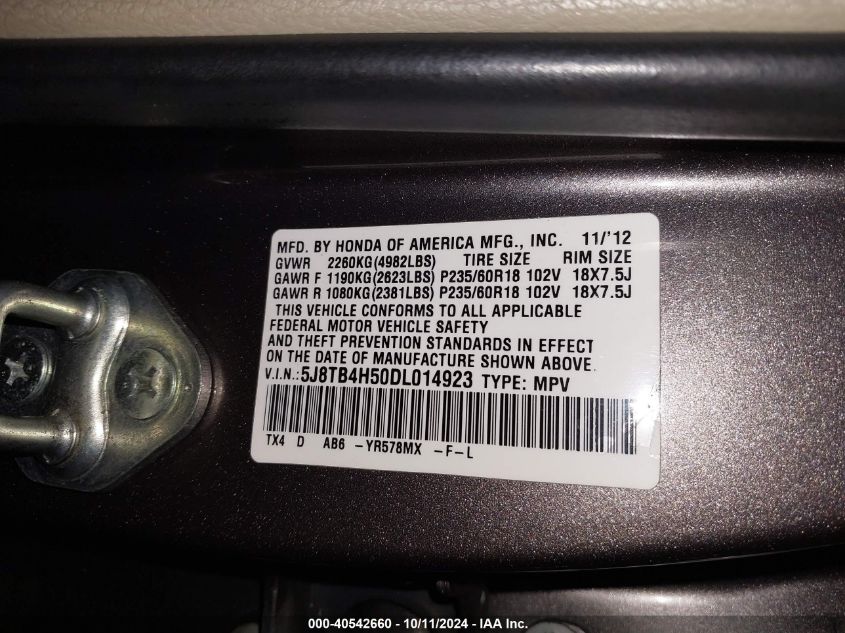 MFD. BY HONDA OF AMERICA MFG., INC. 11/'12
GVWR 2260KG(4982LBS) TIRE SIZE RIM SIZE
GAWR F 1190KG(2623LBS) P235/60R18 102V 18X7.5J
GAWR R 1080KG(2381LBS) P235/60R18 102V 18X7.5J
THIS VEHICLE CONFORMS TO ALL APPLICABLE
FEDERAL MOTOR VEHICLE SAFETY
AND THEFT PREVENTION STANDARDS IN EFFECT
ON THE DATE OF MANUFACTURE SHOWN ABOVE.
V.I.N.:5J8TB4H50DL014923 TYPE: MPV
TX4 D AB6 -YR578MX -F-L
000-40542660 - 10/11/2024 - IAA Inc.